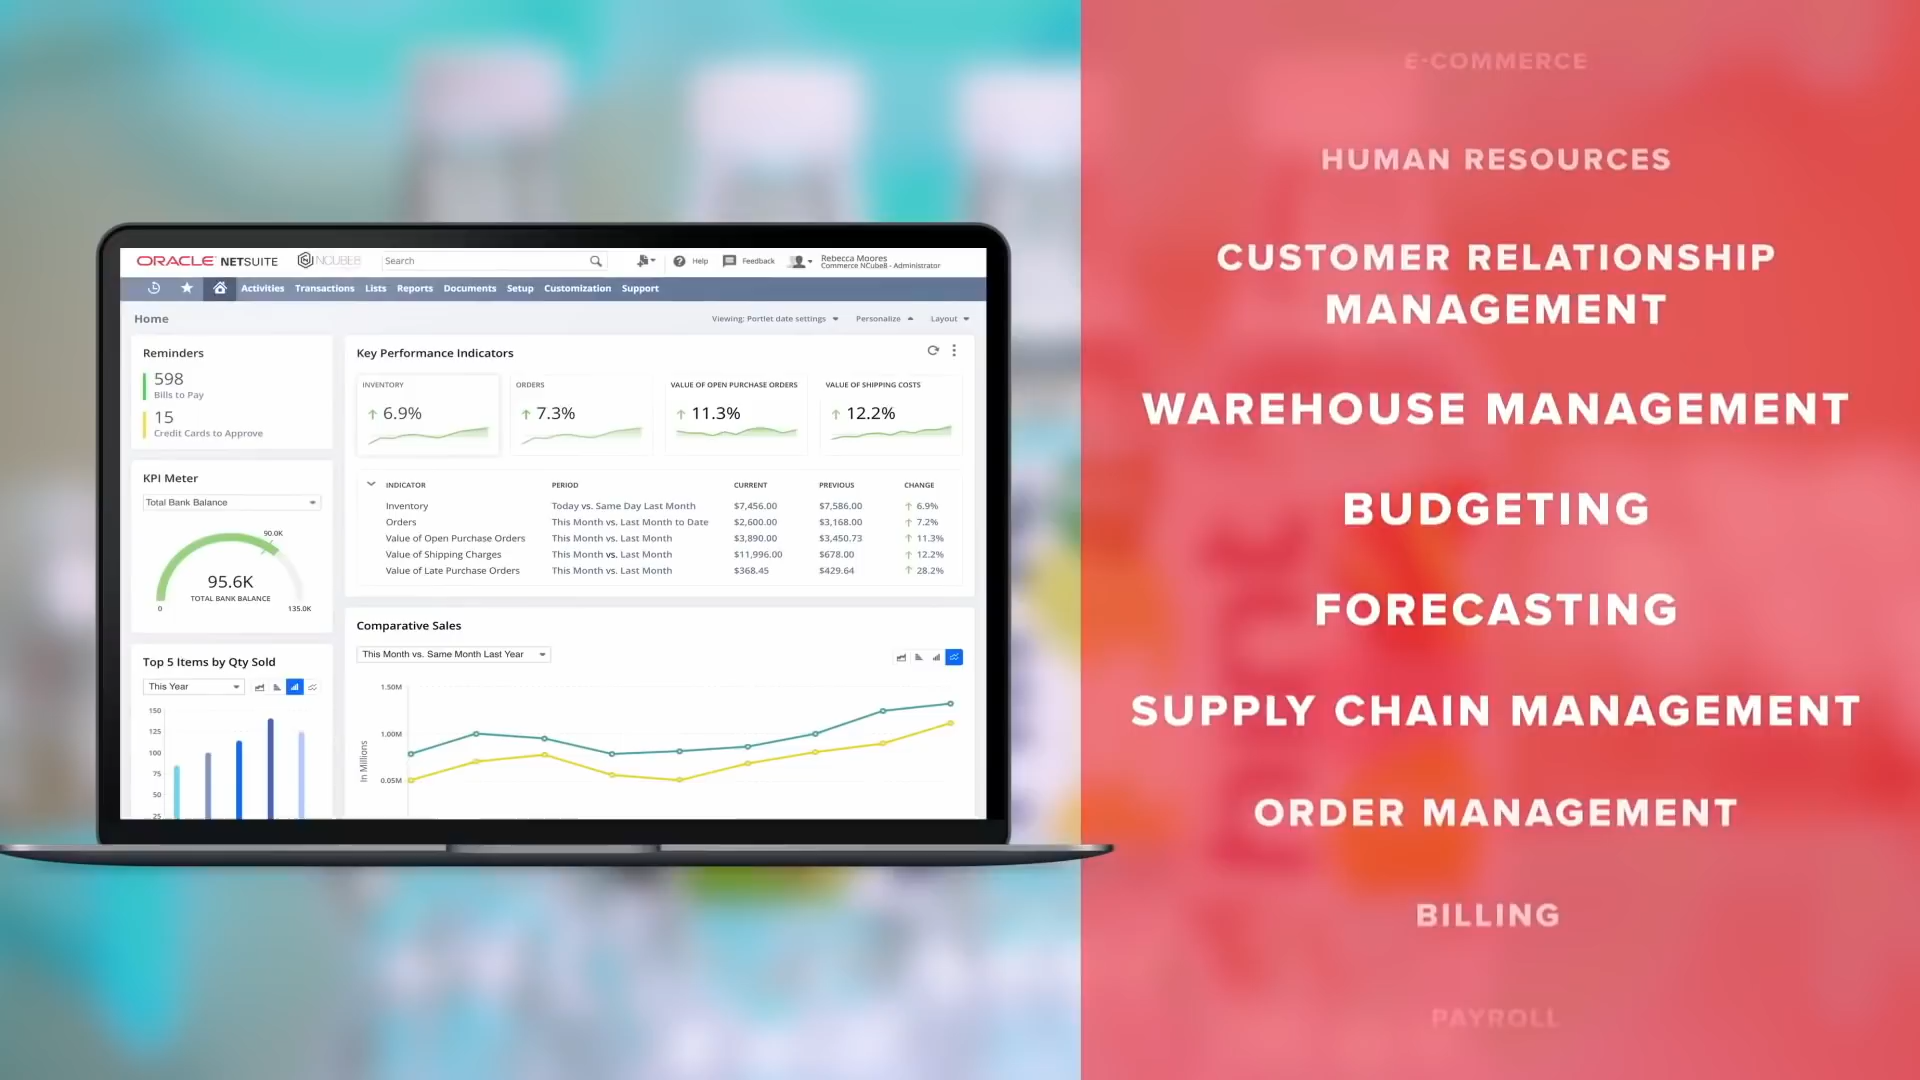 ORACLE NETSUITE
NCUBE8
Search
Help
Feedback
Rebecca Moores
Commerce NCube8 - Administrator
Activities Transactions Lists Reports Documents Setup Customization Support
Home
Viewing: Portlet date settings
Personalize
Layout
Reminders
598
Bills to Pay
15
Credit Cards to Approve
KPI Meter
Total Bank Balance
90.0K
95.6K
TOTAL BANK BALANCE
0
135.0K
Top 5 Items by Qty Sold
This Year
150
125
100
75
50
25
Key Performance Indicators
INVENTORY
6.9%
ORDERS
7.3%
VALUE OF OPEN PURCHASE ORDERS
11.3%
VALUE OF SHIPPING COSTS
12.2%
INDICATOR PERIOD CURRENT PREVIOUS CHANGE
Inventory Today vs. Same Day Last Month $7,456.00 $7,586.00 6.9%
Orders This Month vs. Last Month to Date $2,600.00 $3,168.00 7.2%
Value of Open Purchase Orders This Month vs. Last Month $3,890.00 $3,450.73 11.3%
Value of Shipping Charges This Month vs. Last Month $11,996.00 $678.00 12.2%
Value of Late Purchase Orders This Month vs. Last Month $368.45 $429.64 28.2%
Comparative Sales
This Month vs. Same Month Last Year
1.50M
1.00M
0.05M
In Millions
E-COMMERCE
HUMAN RESOURCES
CUSTOMER RELATIONSHIP
MANAGEMENT
WAREHOUSE MANAGEMENT
BUDGETING
FORECASTING
SUPPLY CHAIN MANAGEMENT
ORDER MANAGEMENT
BILLING
PAYROLL